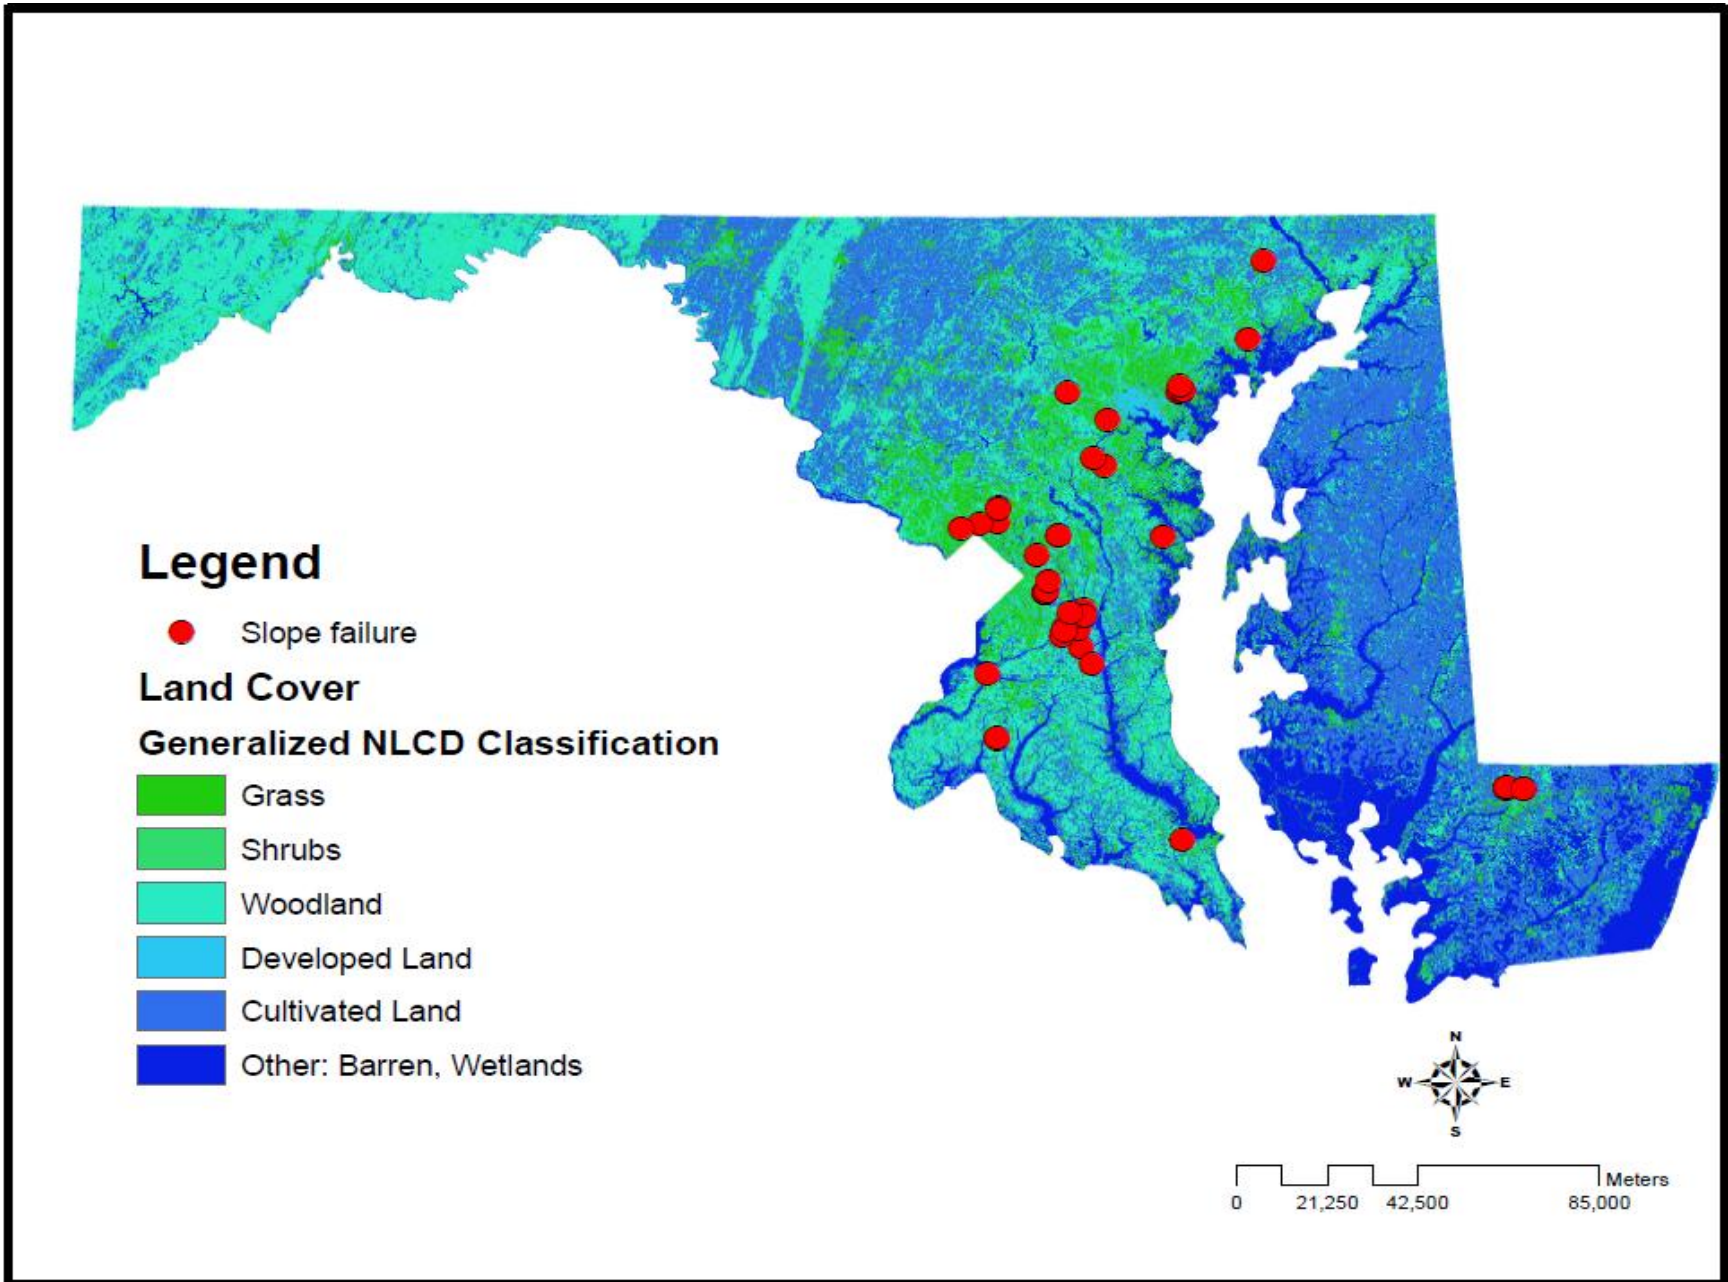 Legend
Slope failure
Land Cover
Generalized NLCD Classification
Grass
Shrubs
Woodland
Developed Land
Cultivated Land
Other: Barren, Wetlands
N
W E
S
Meters
0 21,250 42,500 85,000